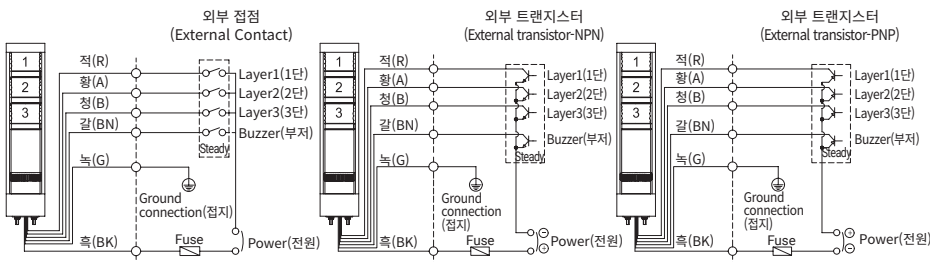 외부 접점
(External Contact)
1
2
3
적(R)
황(A)
청(B)
갈(BN)
녹(G)
흑(BK)
Layer1(1단)
Layer2(2단)
Layer3(3단)
Buzzer(부저)
Steady
Ground
connection(접지)
Fuse
Power(전원)
외부 트랜지스터
(External transistor-NPN)
1
2
3
적(R)
황(A)
청(B)
갈(BN)
녹(G)
흑(BK)
Layer1(1단)
Layer2(2단)
Layer3(3단)
Buzzer(부저)
Steady
Ground
connection
(접지)
Fuse
Power(전원)
외부 트랜지스터
(External transistor-PNP)
1
2
3
적(R)
황(A)
청(B)
갈(BN)
녹(G)
흑(BK)
Layer1(1단)
Layer2(2단)
Layer3(3단)
Buzzer(부저)
Steady
Ground
connection
(접지)
Fuse
Power(전원)